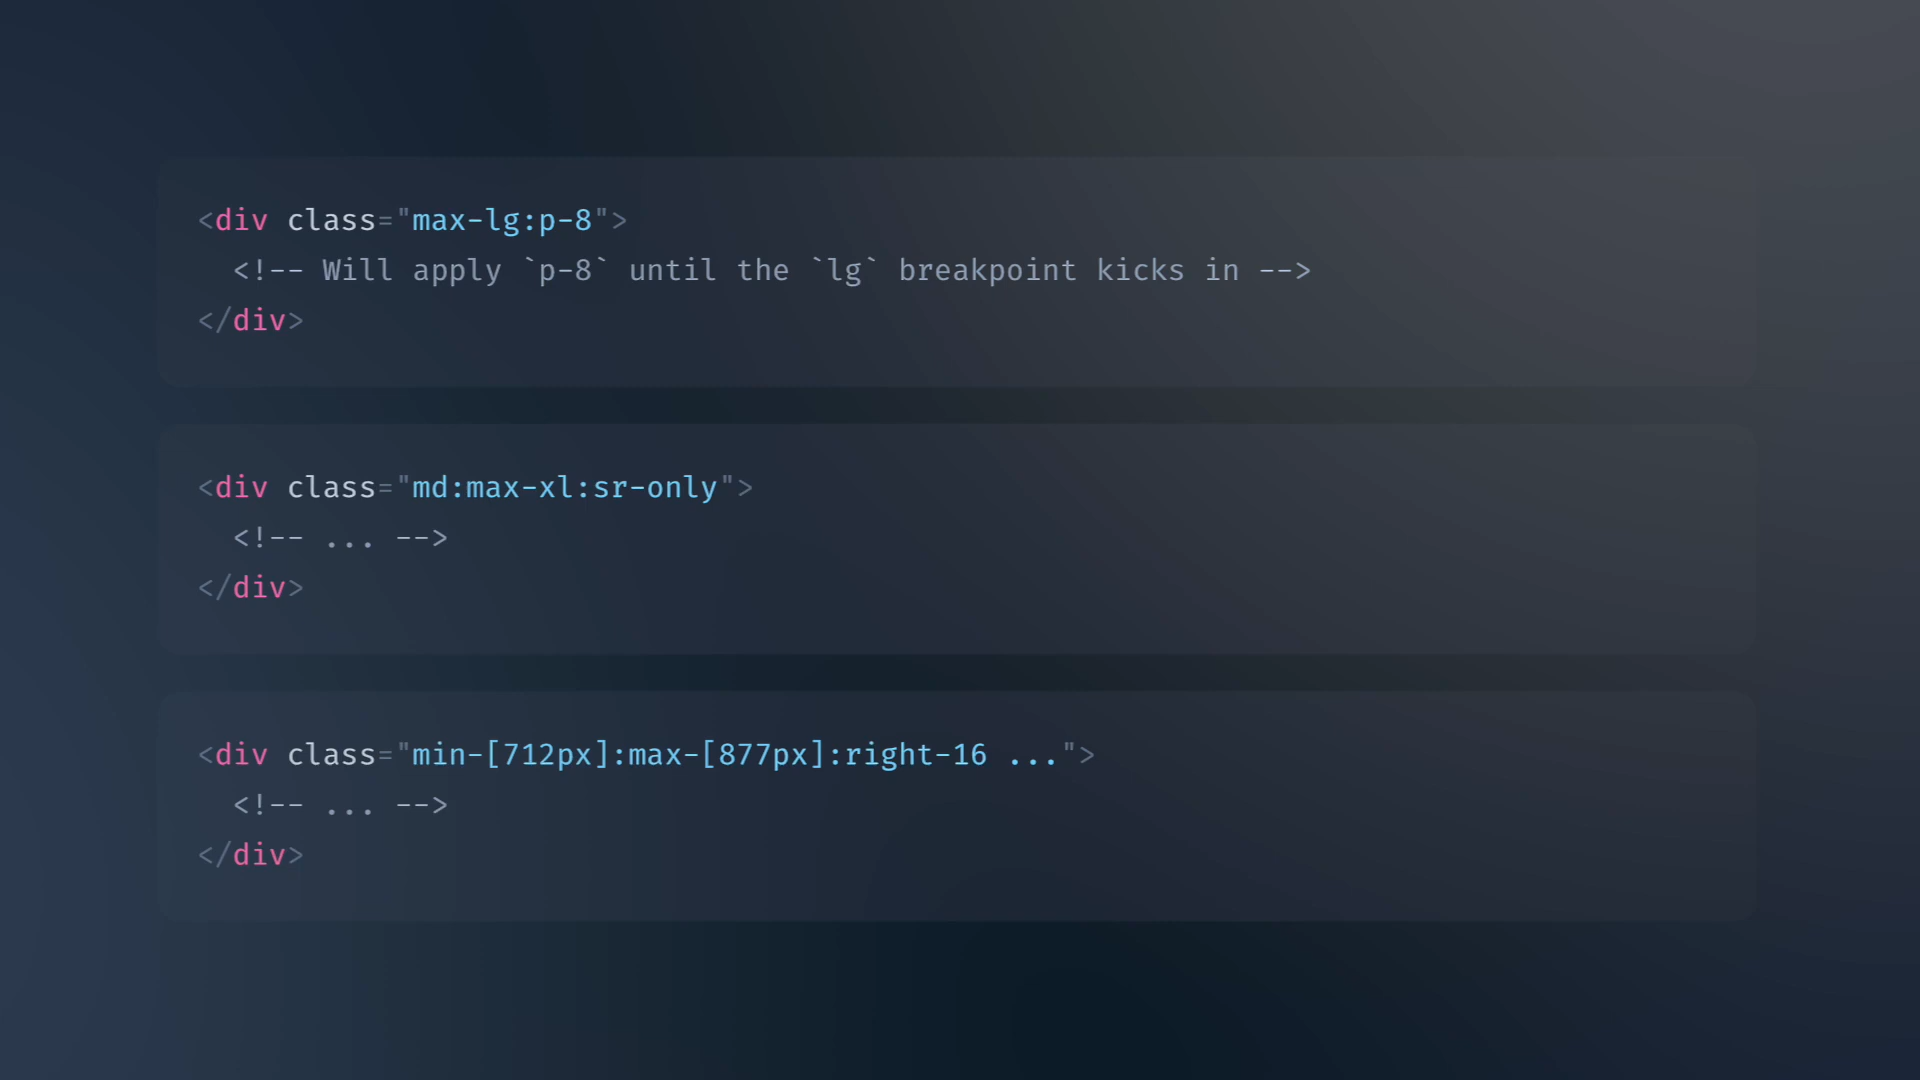 <div class="max-lg:p-8">
  <!-- Will apply `p-8` until the `lg` breakpoint kicks in -->
</div>
<div class="md:max-xl:sr-only">
  <!-- ... -->
</div>
<div class="min-[712px]:max-[877px]:right-16 ...">
  <!-- ... -->
</div>